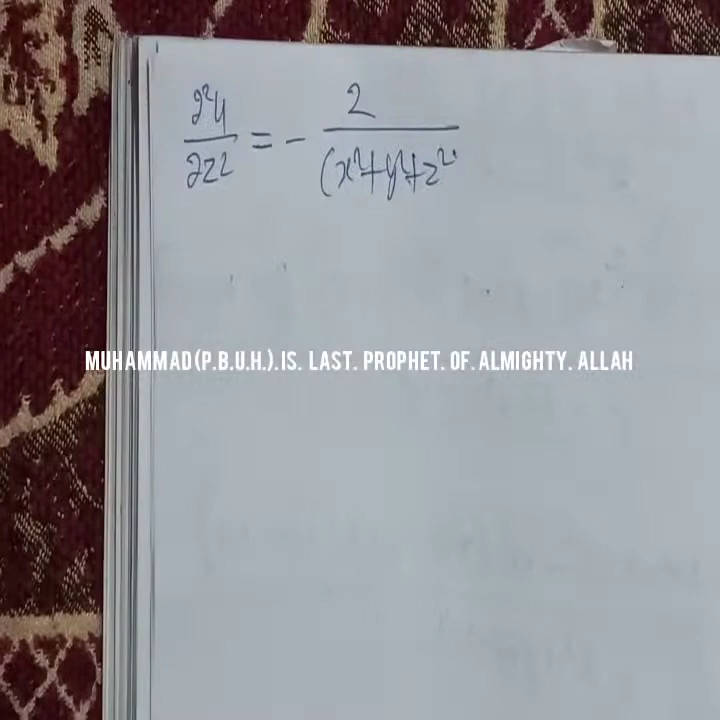 ∂²u/∂z² = - 2/(x²+y²+z²
MUHAMMAD(P.B.U.H.).IS. LAST. PROPHET. OF. ALMIGHTY. ALLAH